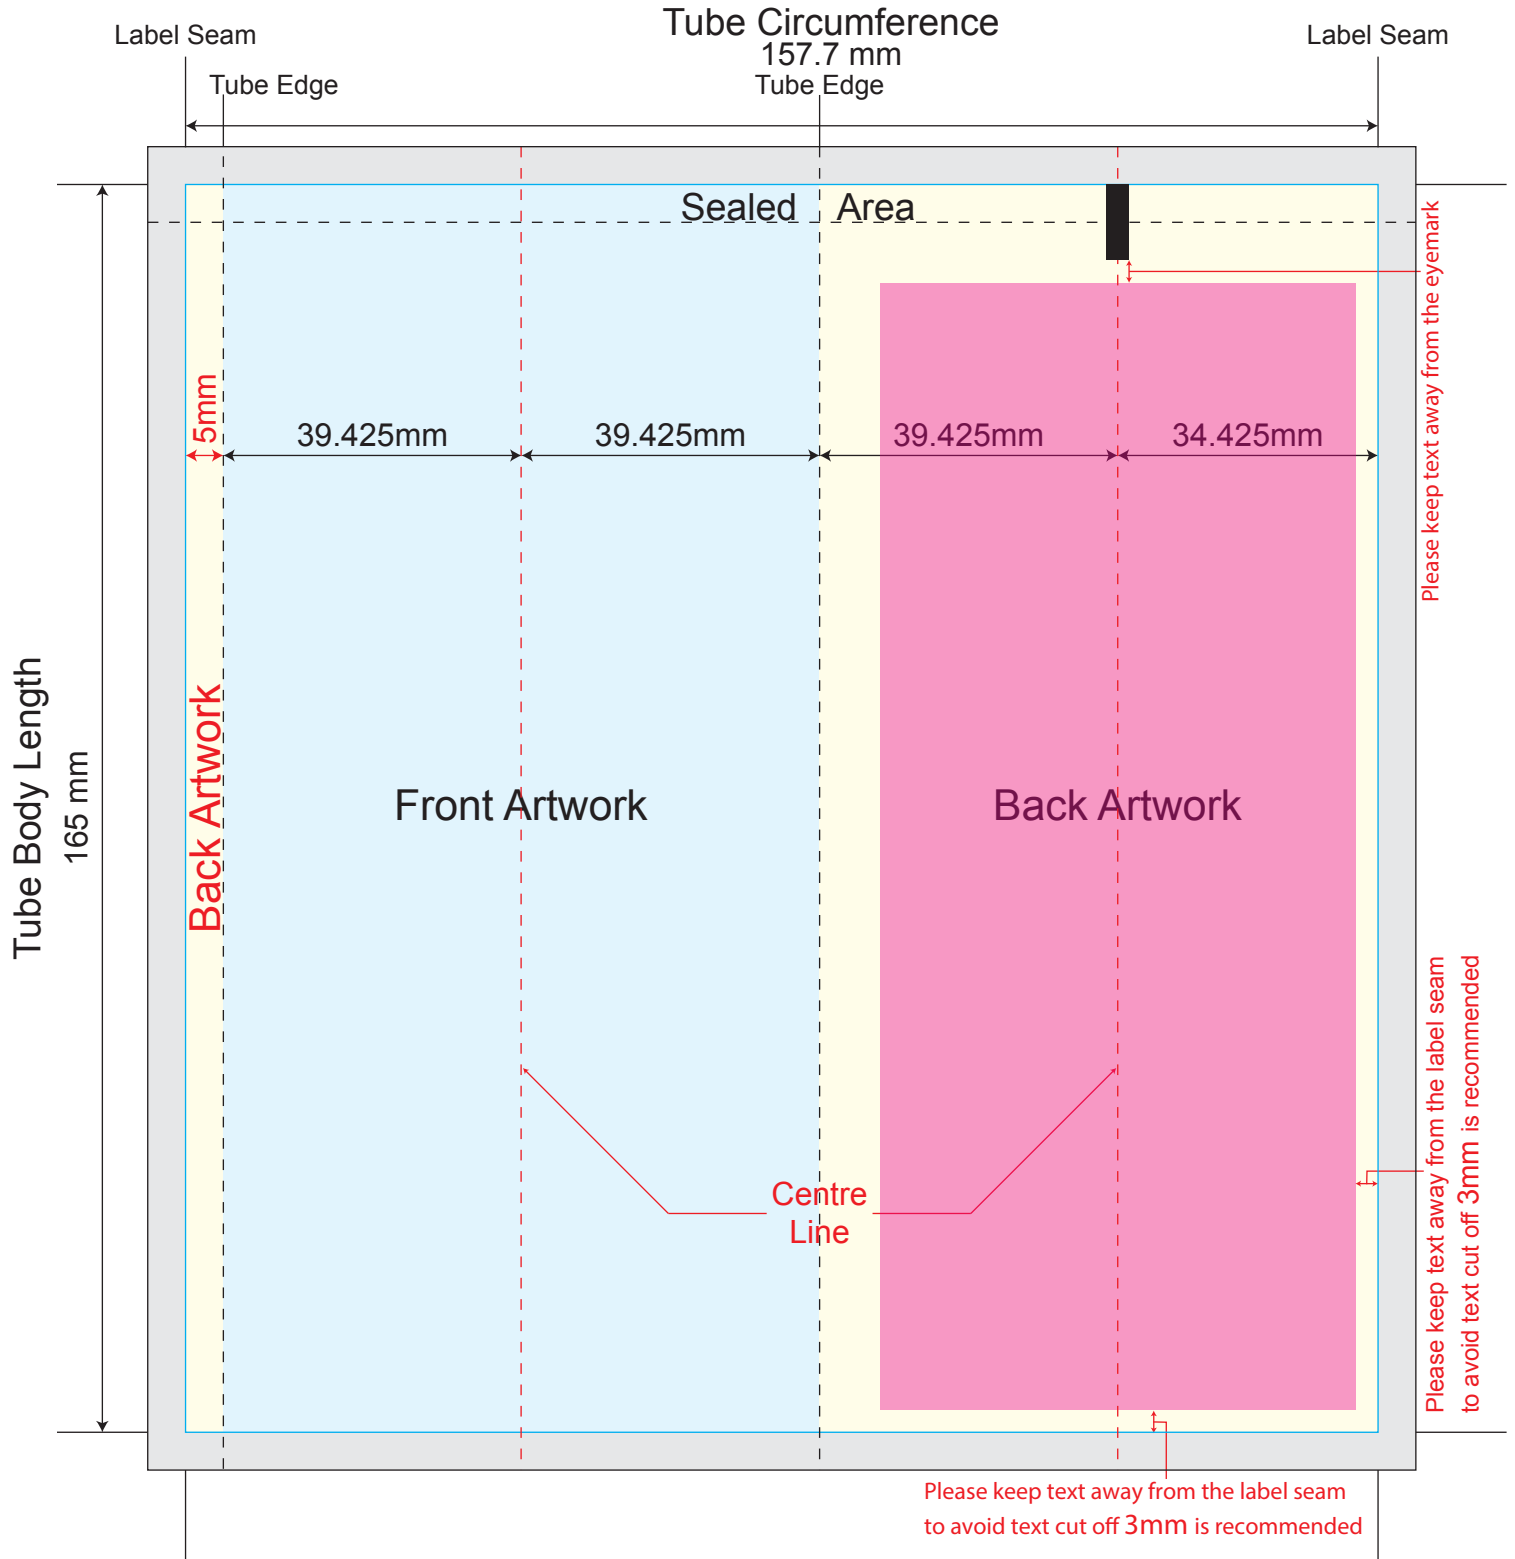 Tube Circumference
157.7 mm
Label Seam
Label Seam
Tube Edge
Tube Edge
Sealed Area
Please keep text away from the eyemark
5mm
39.425mm
39.425mm
39.425mm
34.425mm
Tube Body Length
165 mm
Back Artwork
Front Artwork
Back Artwork
Centre
Line
Please keep text away from the label seam
to avoid text cut off 3mm is recommended
Please keep text away from the label seam
to avoid text cut off 3mm is recommended